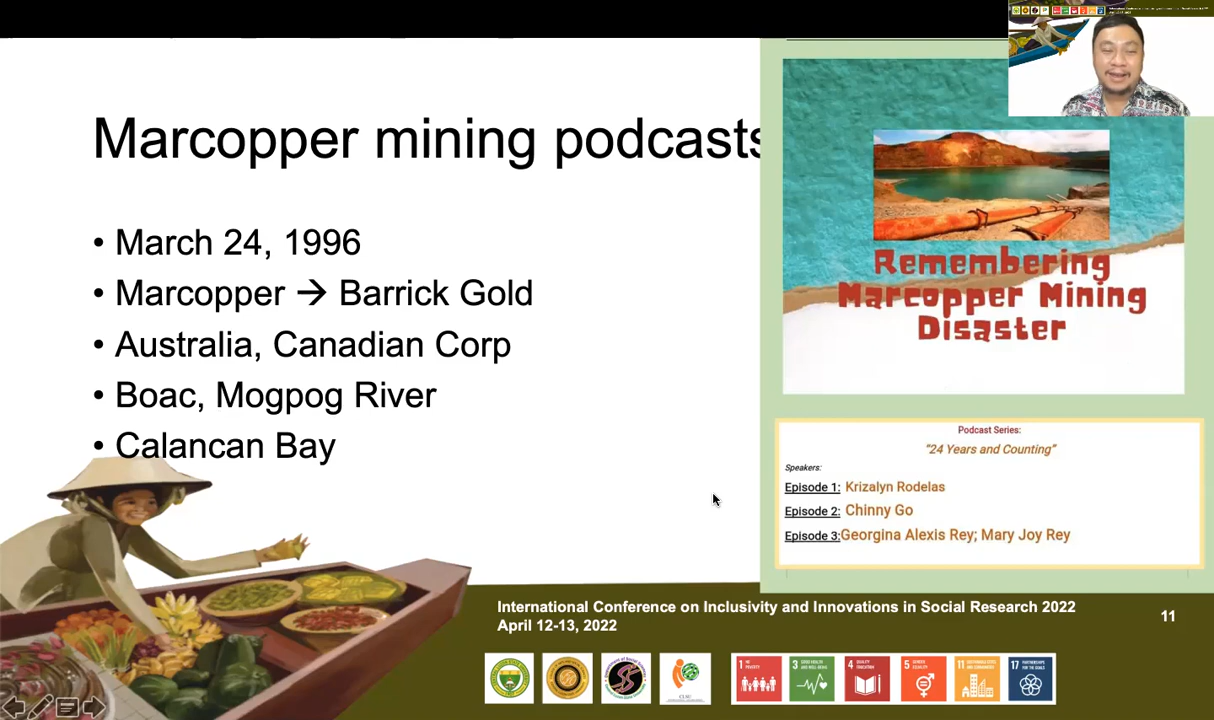 Marcopper mining podcasts
• March 24, 1996
• Marcopper → Barrick Gold
• Australia, Canadian Corp
• Boac, Mogpog River
• Calancan Bay
Remembering
Marcopper Mining
Disaster
Podcast Series:
"24 Years and Counting"
Speakers:
Episode 1: Krizalyn Rodelas
Episode 2: Chinny Go
Episode 3:Georgina Alexis Rey; Mary Joy Rey
International Conference on Inclusivity and Innovations in Social Research 2022
April 12-13, 2022
11
1 NO POVERTY
3 GOOD HEALTH AND WELL-BEING
4 QUALITY EDUCATION
5 GENDER EQUALITY
11 SUSTAINABLE CITIES AND COMMUNITIES
17 PARTNERSHIPS FOR THE GOALS